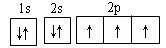 1s 2s 2p
↓↑ ↓↑ ↑ ↑ ↑